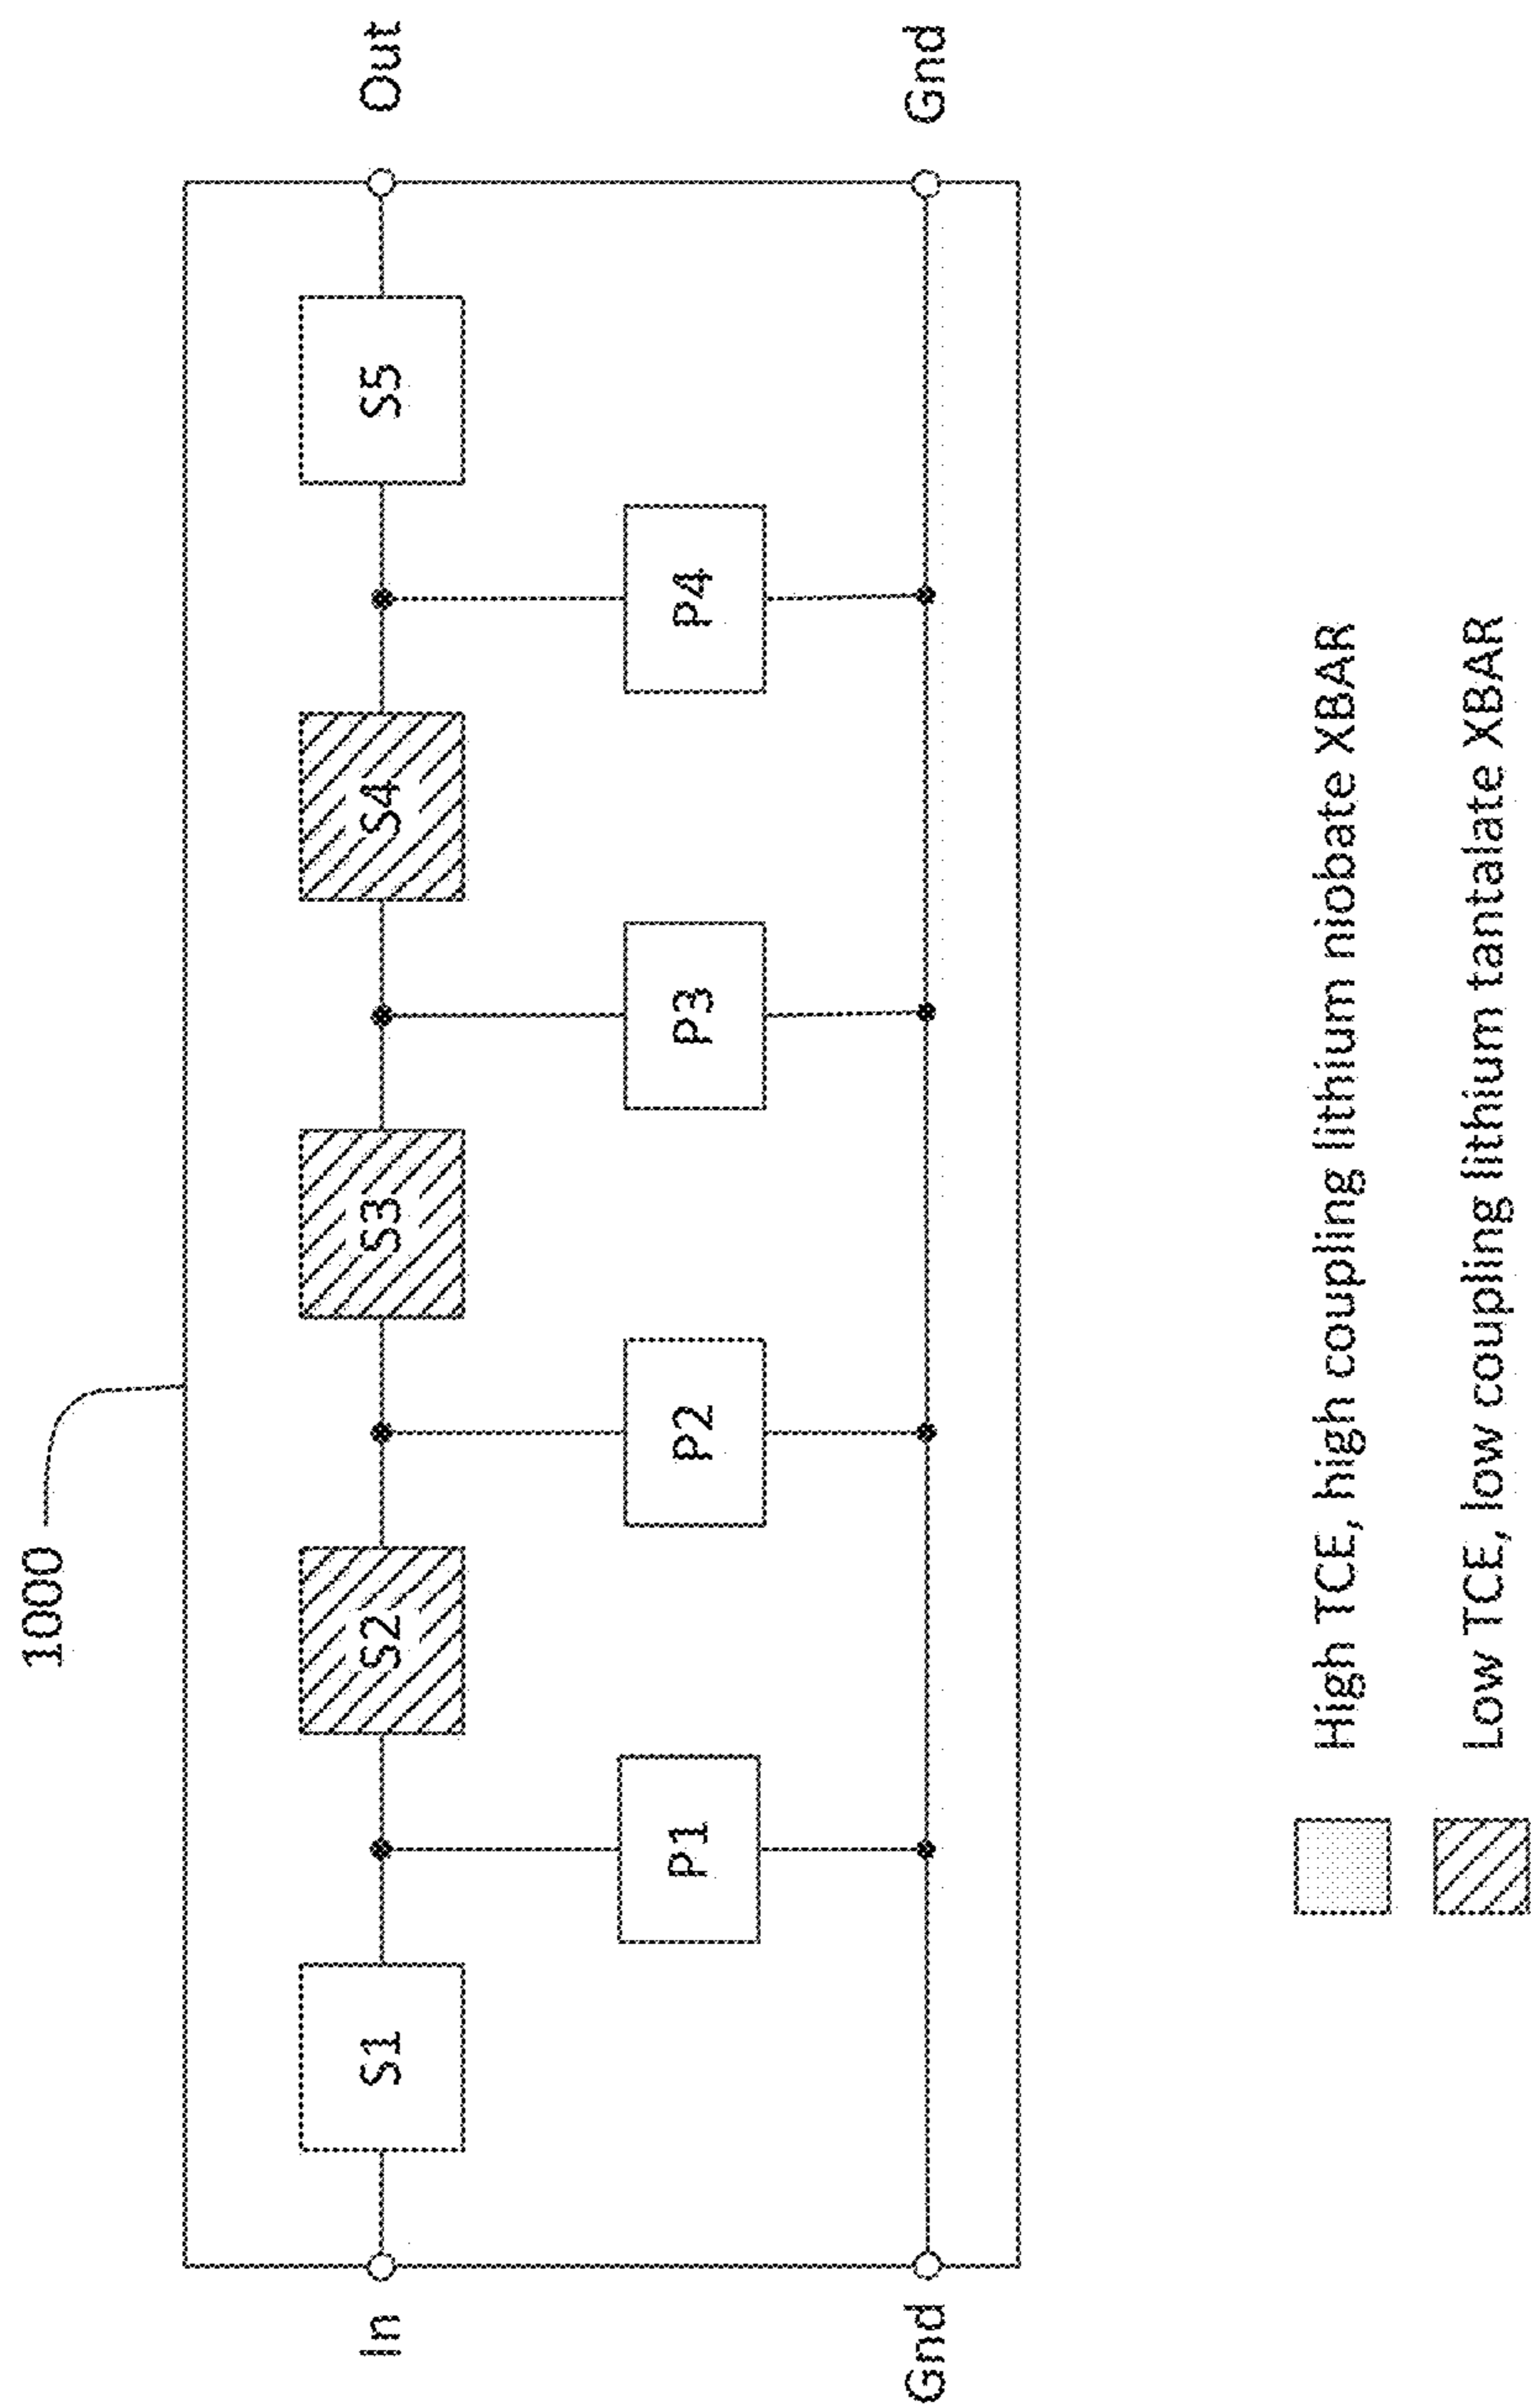 1000
In
S1
S2
S3
S4
S5
Out
P1
P2
P3
P4
Gnd
Gnd
High TCE, high coupling lithium niobate XBAR
Low TCE, low coupling lithium tantalate XBAR